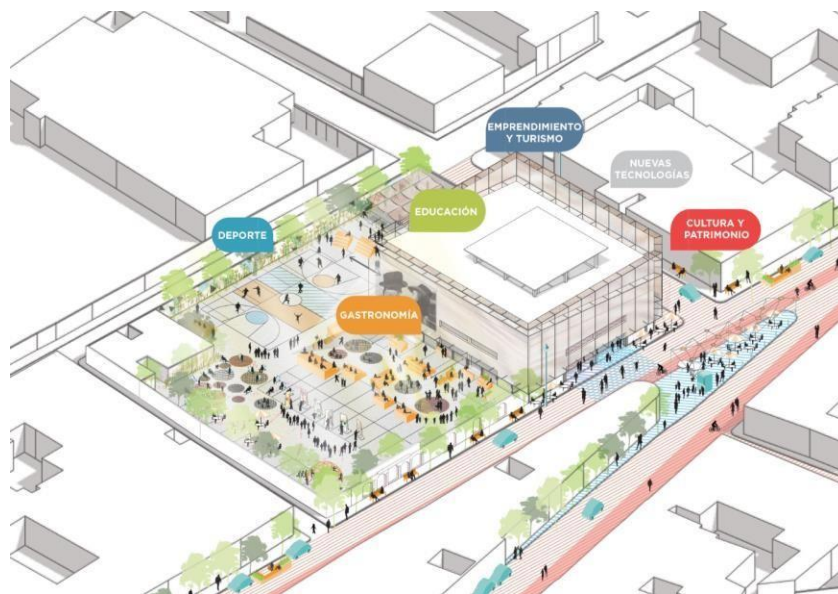 EMPRENDIMIENTO
Y TURISMO
NUEVAS
TECNOLOGÍAS
EDUCACIÓN
CULTURA Y
PATRIMONIO
DEPORTE
GASTRONOMÍA